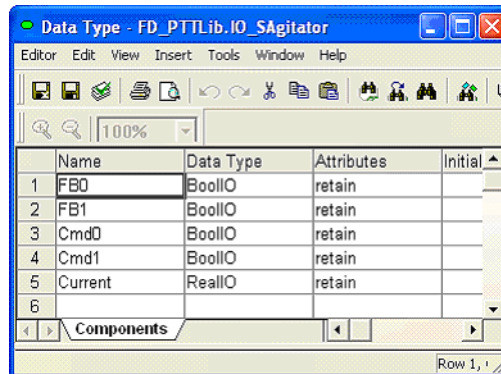 Data Type - FD_PTTLib.IO_SAgitator
Editor Edit View Insert Tools Window Help
100%
Name Data Type Attributes Initial
1 FB0 BoolIO retain
2 FB1 BoolIO retain
3 Cmd0 BoolIO retain
4 Cmd1 BoolIO retain
5 Current RealIO retain
6
Components
Row 1,